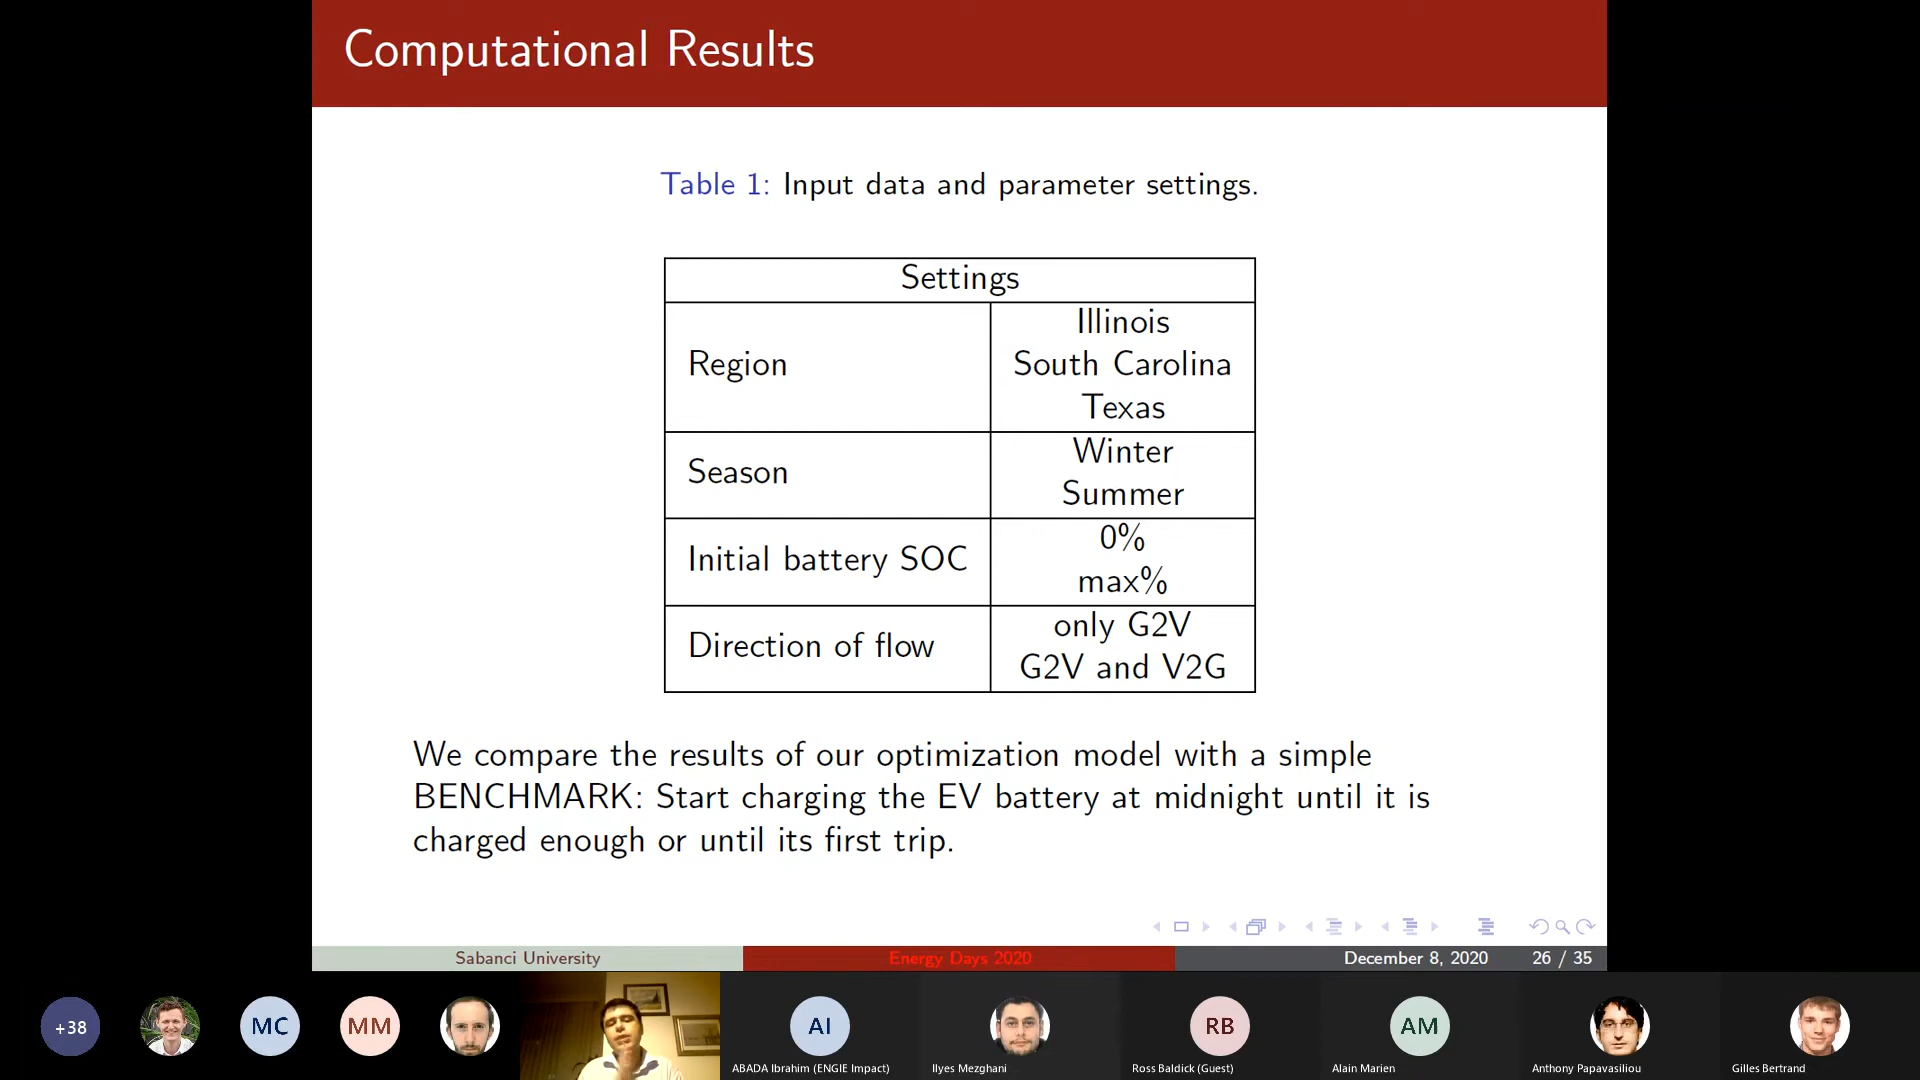 Computational Results
Table 1: Input data and parameter settings.
Settings
Region
Illinois
South Carolina
Texas
Season
Winter
Summer
Initial battery SOC
0%
max%
Direction of flow
only G2V
G2V and V2G
We compare the results of our optimization model with a simple
BENCHMARK: Start charging the EV battery at midnight until it is
charged enough or until its first trip.
Sabanci University
Energy Days 2020
December 8, 2020
26 / 35
+38
MC
MM
AI
RB
AM
ABADA Ibrahim (ENGIE Impact)
Ilyes Mezghani
Ross Baldick (Guest)
Alain Marien
Anthony Papavasiliou
Gilles Bertrand